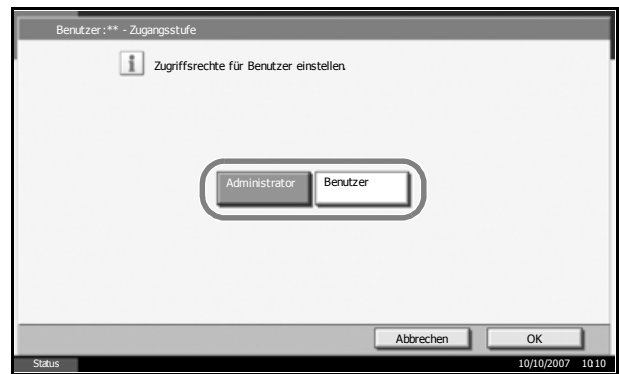 Benutzer:** - Zugangsstufe
Zugriffsrechte für Benutzer einstellen.
Administrator
Benutzer
Abbrechen
OK
Status
10/10/2007 10:10